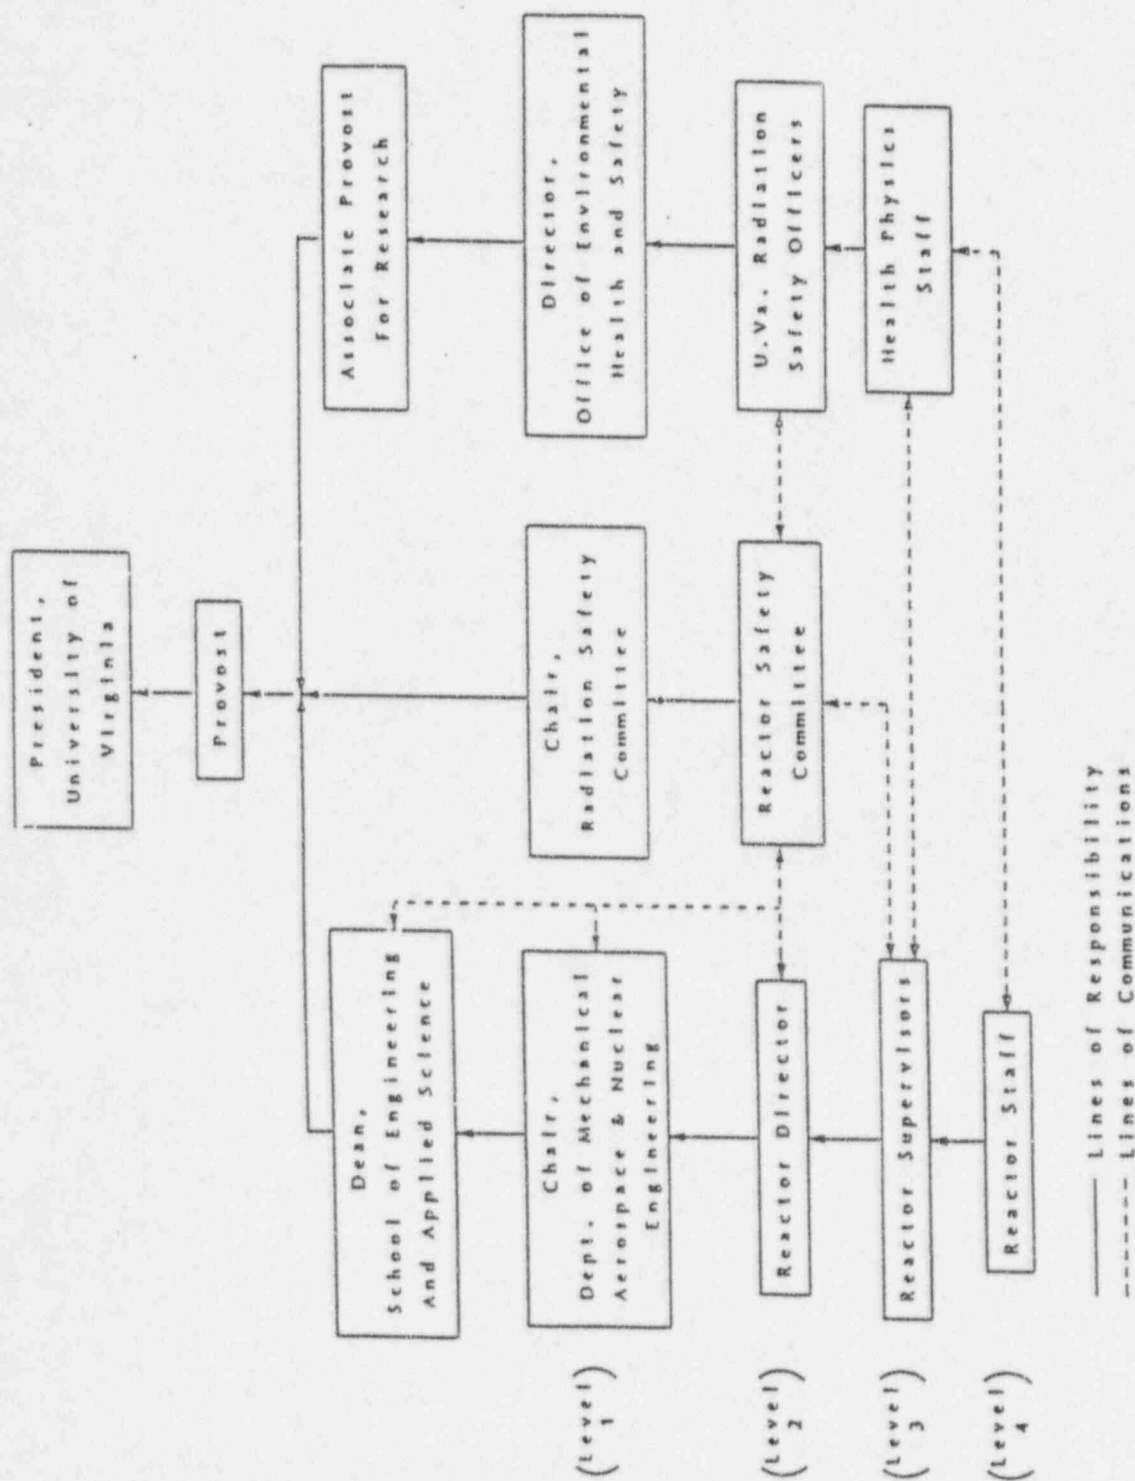 President,
University of
Virginia
Provost
Dean,
School of Engineering
And Applied Science
Associate Provost
For Research
(Level 1)
Chair,
Dept. of Mechanical
Aerospace & Nuclear
Engineering
Chair,
Radiation Safety
Committee
Director,
Office of Environmental
Health and Safety
(Level 2)
Reactor Director
Reactor Safety
Committee
U.Va. Radiation
Safety Officers
(Level 3)
Reactor Supervisors
Health Physics
Staff
(Level 4)
Reactor Staff
Lines of Responsibility
Lines of Communications